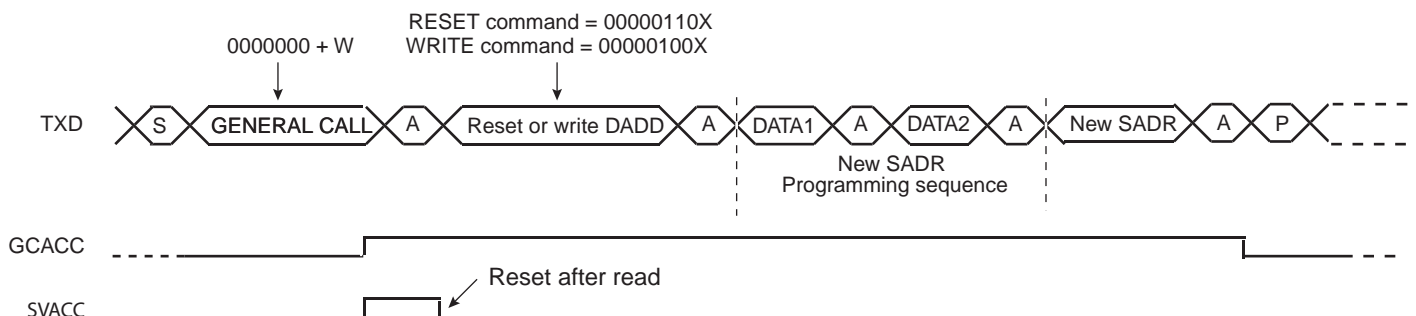 RESET command = 00000110X
0000000 + W WRITE command = 00000100X
TXD S GENERAL CALL A Reset or write DADD A DATA1 A DATA2 A New SADR A P
New SADR
Programming sequence
GCACC
Reset after read
SVACC